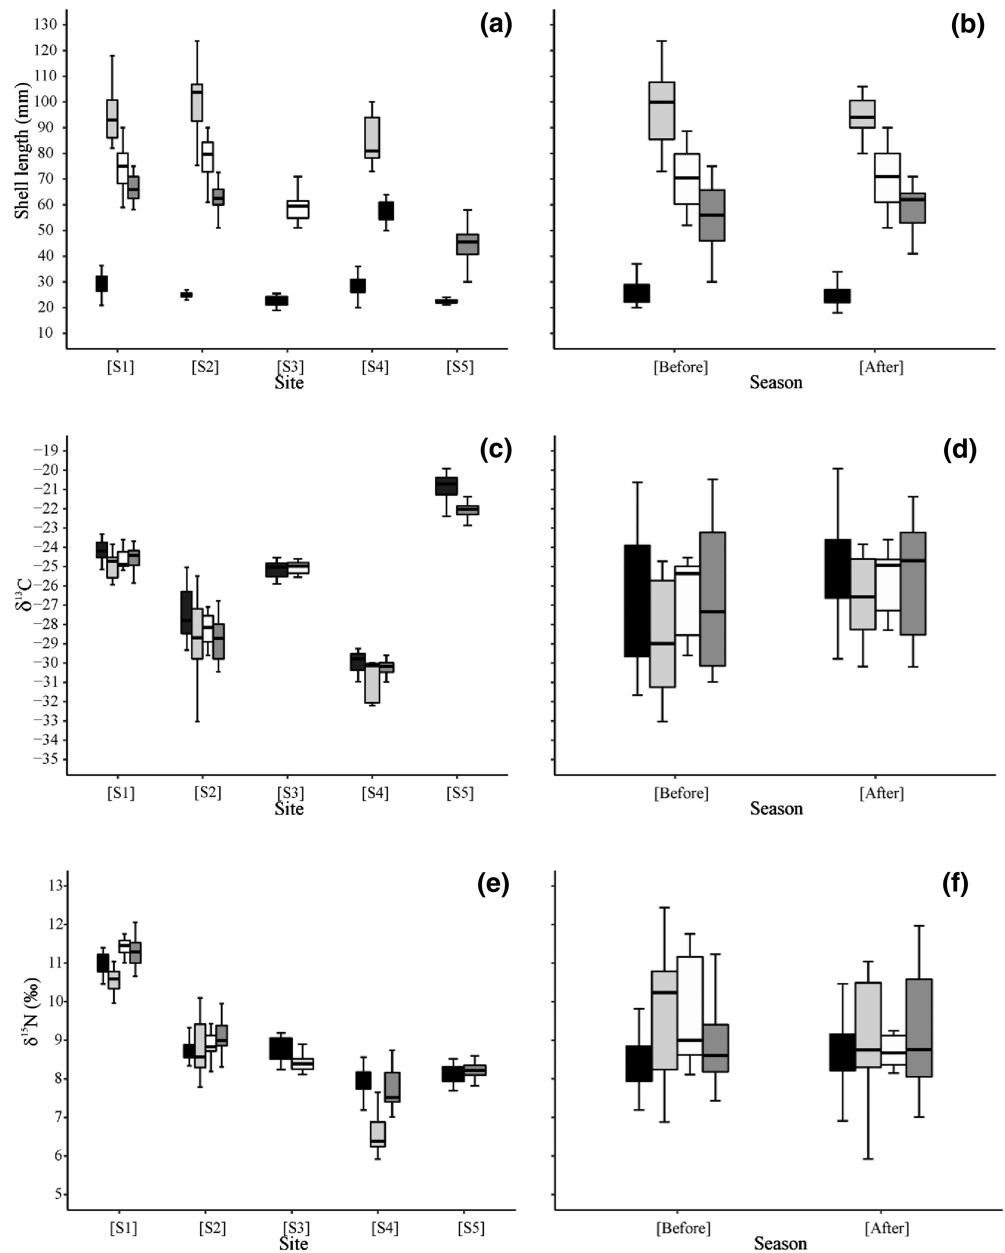 (a)
Shell length (mm)
130
120
110
100
90
80
70
60
50
40
30
20
10
[S1] [S2] [S3] [S4] [S5]
Site
(b)
[Before] [After]
Season
(c)
δ¹³C
−19
−20
−21
−22
−23
−24
−25
−26
−27
−28
−29
−30
−31
−32
−33
−34
−35
[S1] [S2] [S3] [S4] [S5]
Site
(d)
[Before] [After]
Season
(e)
δ¹⁵N (‰)
13
12
11
10
9
8
7
6
5
[S1] [S2] [S3] [S4] [S5]
Site
(f)
[Before] [After]
Season